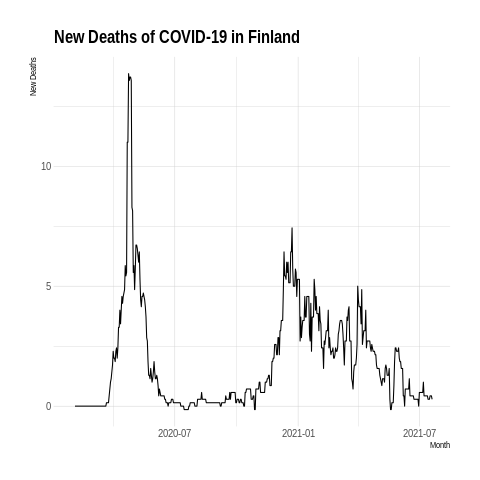 New Deaths of COVID-19 in Finland
New Deaths
10
5
0
2020-07 2021-01 2021-07
Month